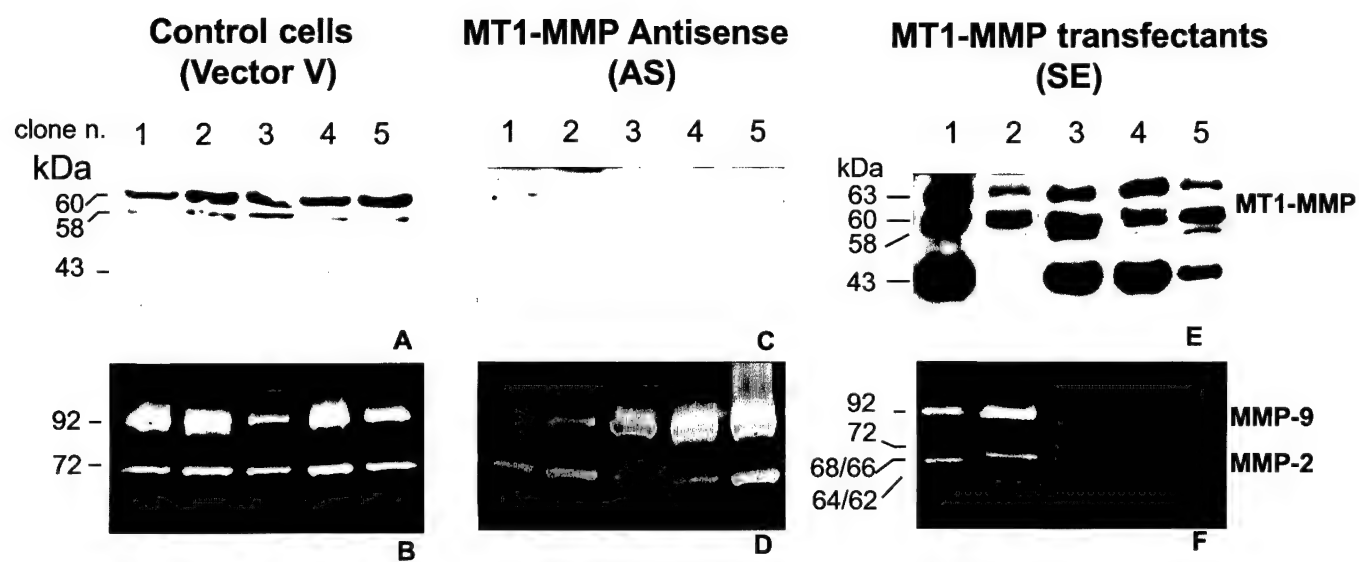 Control cells
(Vector V)
MT1-MMP Antisense
(AS)
MT1-MMP transfectants
(SE)
clone n. 1 2 3 4 5
1 2 3 4 5
1 2 3 4 5
kDa
60
58
43
kDa
63
60
58
43
MT1-MMP
A
C
E
92
72
92
72
68/66
64/62
MMP-9
MMP-2
B
D
F